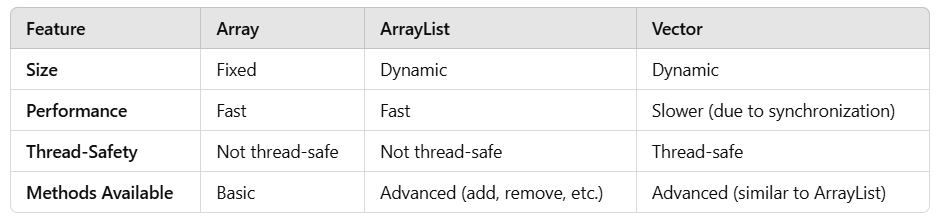 Feature Array ArrayList Vector
Size Fixed Dynamic Dynamic
Performance Fast Fast Slower (due to synchronization)
Thread-Safety Not thread-safe Not thread-safe Thread-safe
Methods Available Basic Advanced (add, remove, etc.) Advanced (similar to ArrayList)